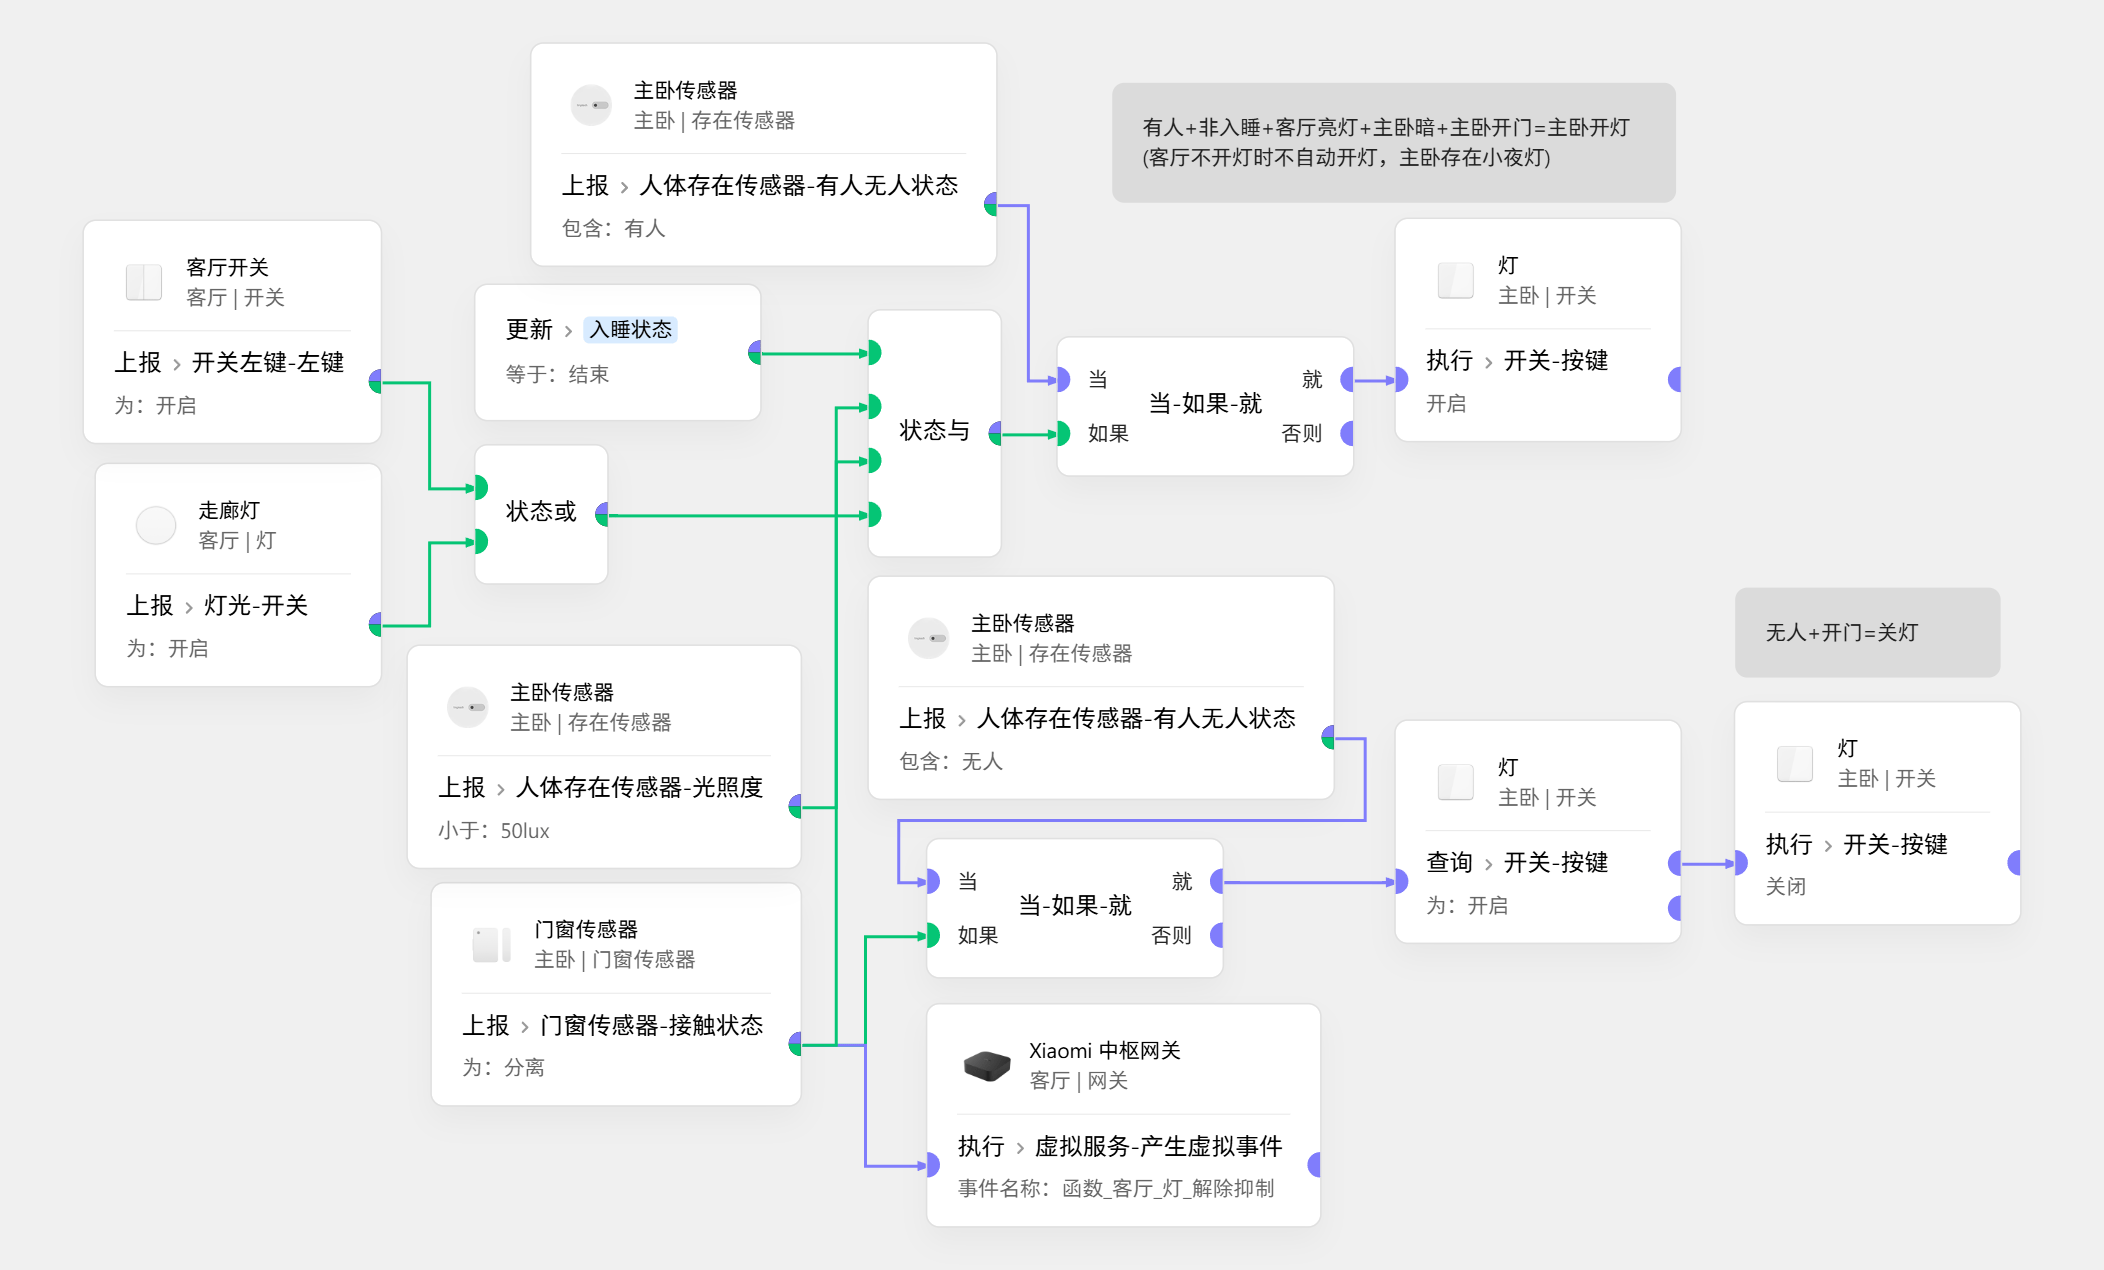 主卧传感器
主卧 | 存在传感器
上报 › 人体存在传感器-有人无人状态
包含：有人
有人+非入睡+客厅亮灯+主卧暗+主卧开门=主卧开灯
(客厅不开灯时不自动开灯，主卧存在小夜灯)
客厅开关
客厅 | 开关
上报 › 开关左键-左键
为：开启
更新 › 入睡状态
等于：结束
状态与
当
如果
当-如果-就
就
否则
灯
主卧 | 开关
执行 › 开关-按键
开启
走廊灯
客厅 | 灯
上报 › 灯光-开关
为：开启
状态或
主卧传感器
主卧 | 存在传感器
上报 › 人体存在传感器-光照度
小于：50lux
主卧传感器
主卧 | 存在传感器
上报 › 人体存在传感器-有人无人状态
包含：无人
无人+开门=关灯
当
如果
当-如果-就
就
否则
灯
主卧 | 开关
查询 › 开关-按键
为：开启
灯
主卧 | 开关
执行 › 开关-按键
关闭
门窗传感器
主卧 | 门窗传感器
上报 › 门窗传感器-接触状态
为：分离
Xiaomi 中枢网关
客厅 | 网关
执行 › 虚拟服务-产生虚拟事件
事件名称：函数_客厅_灯_解除抑制